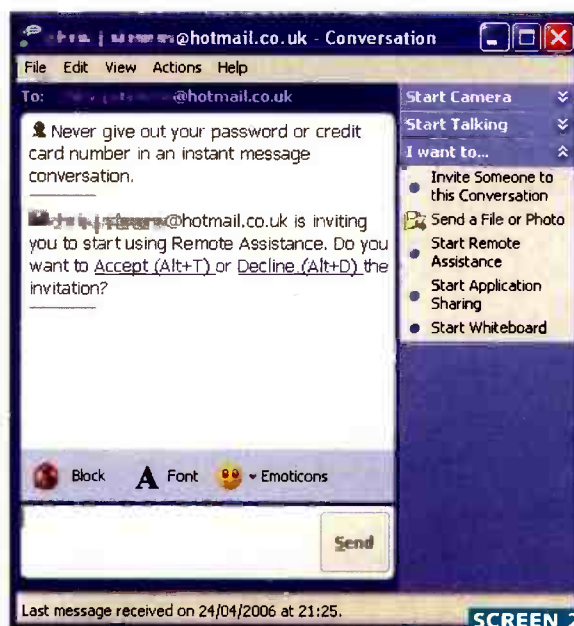 @hotmail.co.uk - Conversation
File Edit View Actions Help
To: @hotmail.co.uk
Never give out your password or credit
card number in an instant message
conversation.
@hotmail.co.uk is inviting
you to start using Remote Assistance. Do you
want to Accept (Alt+T) or Decline (Alt+D) the
invitation?
Block Font Emoticons
Send
Last message received on 24/04/2006 at 21:25.
Start Camera
Start Talking
I want to...
Invite Someone to
this Conversation
Send a File or Photo
Start Remote
Assistance
Start Application
Sharing
Start Whiteboard
SCREEN 2